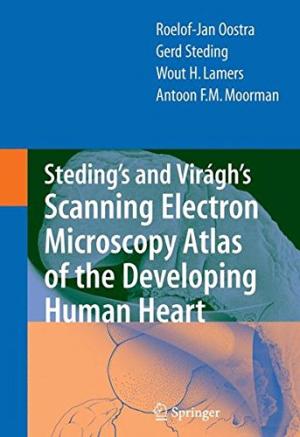 Roelof-Jan Oostra
Gerd Steding
Wout H. Lamers
Antoon F.M. Moorman
Steding's and Virágh's
Scanning Electron
Microscopy Atlas
of the Developing
Human Heart
Springer